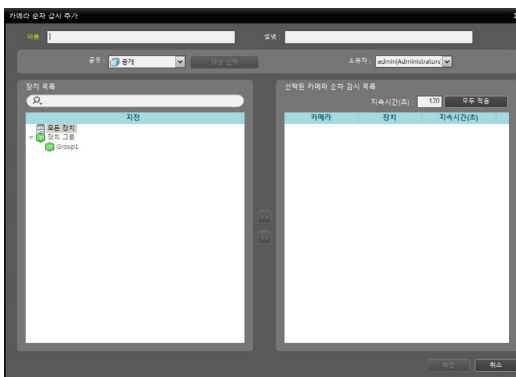 카메라 순차 감시 추가
이름 :
설명 :
공유 : 공개
대상 선택
소유자 : admin(Administrators)
장치 목록
선택된 카메라 순차 감시 목록
지속시간(초) : 120 모두 적용
지점
카메라 장치 지속시간(초)
모든 장치
장치 그룹
Group1
확인 취소